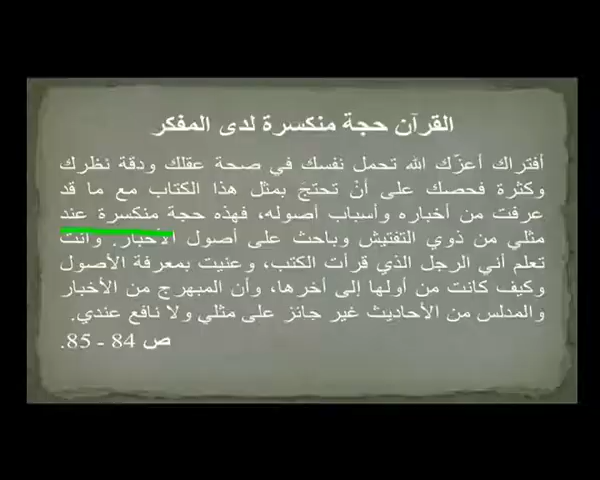 القرآن حجة منكسرة لدى المفكر
أفتراك أعزّك الله تحمل نفسك في صحة عقلك ودقة نظرك
وكثرة فحصك على أنْ تحتجّ بمثل هذا الكتاب مع ما قد
عرفت من أخباره وأسباب أصوله، فهذه حجة منكسرة عند
مثلي من ذوي التفتيش وباحث على أصول الأخبار. وأنت
تعلم أني الرجل الذي قرأت الكتب، وعنيت بمعرفة الأصول
وكيف كانت من أولها إلى أخرها، وأن المبهرج من الأخبار
والمدلس من الأحاديث غير جائز على مثلي ولا نافع عندي.
ص 84 - 85.